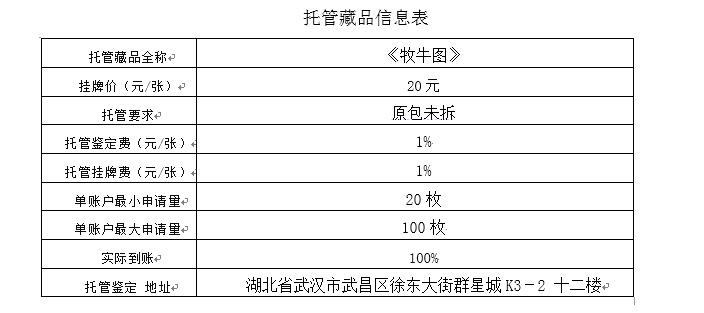 托管藏品信息表
托管藏品全称 《牧牛图》
挂牌价（元/张） 20元
托管要求 原包未拆
托管鉴定费（元/张） 1%
托管挂牌费（元/张） 1%
单账户最小申请量 20枚
单账户最大申请量 100枚
实际到账 100%
托管鉴定 地址 湖北省武汉市武昌区徐东大街群星城K3－2 十二楼